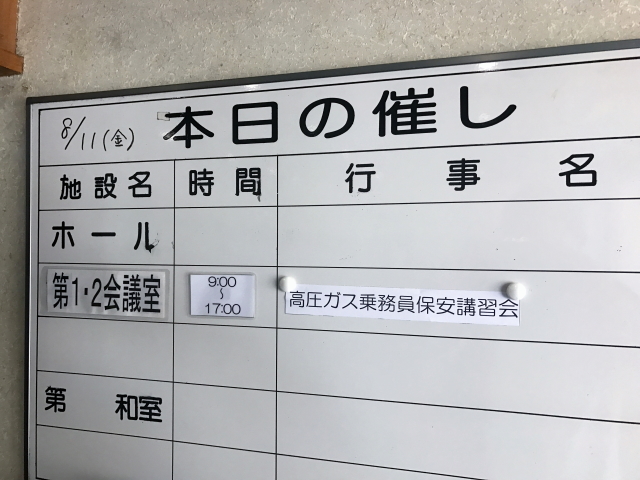 8/11(金) 本日の催し
施設名 時間 行事名
ホール
第1・2会議室 9:00 高圧ガス乗務員保安講習会
～
17:00
第 和室